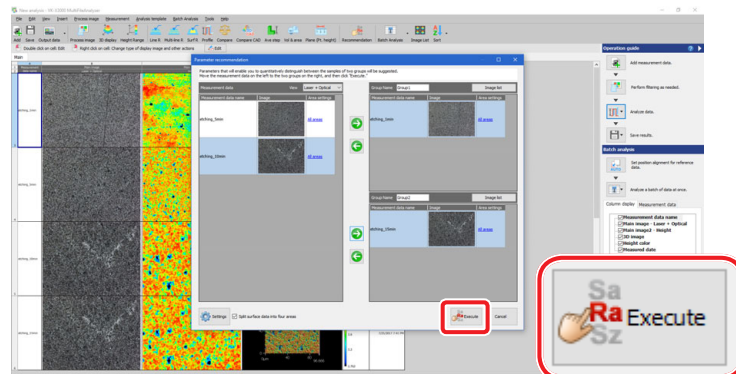 New analysis - VK-X3000 MultiFileAnalyzer
File Edit View Insert Process image Measurement Analysis template Batch Analysis Tools Help
Add Save Output data Process image 3D display Height Range Line R. Multi-line R. Surf R. Profile Compare Compare CAD Ave-step Vol & area Plane (Pt. height) Recommendation Batch Analysis Image List Sort
Double click on cell: Edit Right click on cell: Change type of display image and other actions Edit
Operation guide
Add measurement data.
Perform filtering as needed.
Analyze data.
Save results.
Batch analysis
Set position alignment for reference data.
Analyze a batch of data at once.
Column display Measurement data
Measurement data name
Main image - Laser + Optical
Main image2 - Height
3D image
Height color
Measured date
Parameter recommendation
Parameters that will enable you to quantitatively distinguish between the samples of two groups will be suggested.
Move the measurement data on the left to the two groups on the right, and then click "Execute."
Measurement data View Laser + Optical
Measurement data name Image Area settings
etching_5min All areas
etching_10min All areas
Group Name Group1 Image list
Measurement data name Image Area settings
etching_3min All areas
Group Name Group2 Image list
Measurement data name Image Area settings
etching_15min All areas
Settings Split surface data into four areas
Execute Cancel
Sa
Ra Execute
Sz